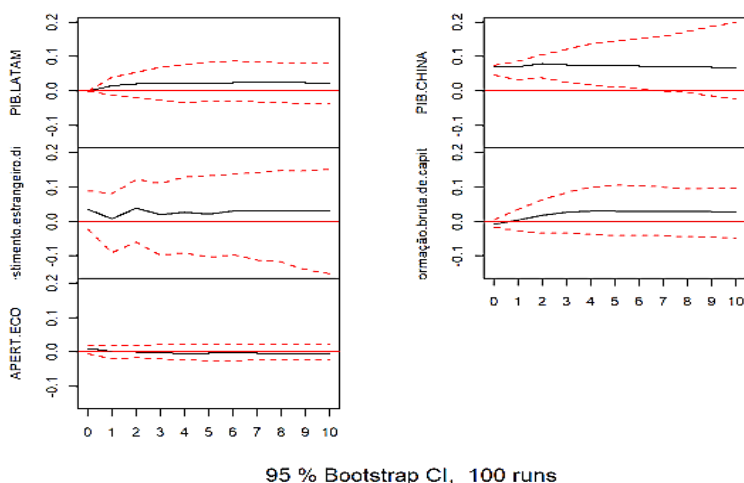 PIB.LATAM
-0.1 0.0 0.1 0.2
·stimento.estrangeiro.di
-0.1 0.0 0.1 0.2
APERT.ECO
-0.1 0.0 0.1 0.2
0 1 2 3 4 5 6 7 8 9 10
PIB.CHINA
-0.1 0.0 0.1 0.2
ormação.bruta.de.capit
-0.1 0.0 0.1 0.2
0 1 2 3 4 5 6 7 8 9 10
95 % Bootstrap CI, 100 runs